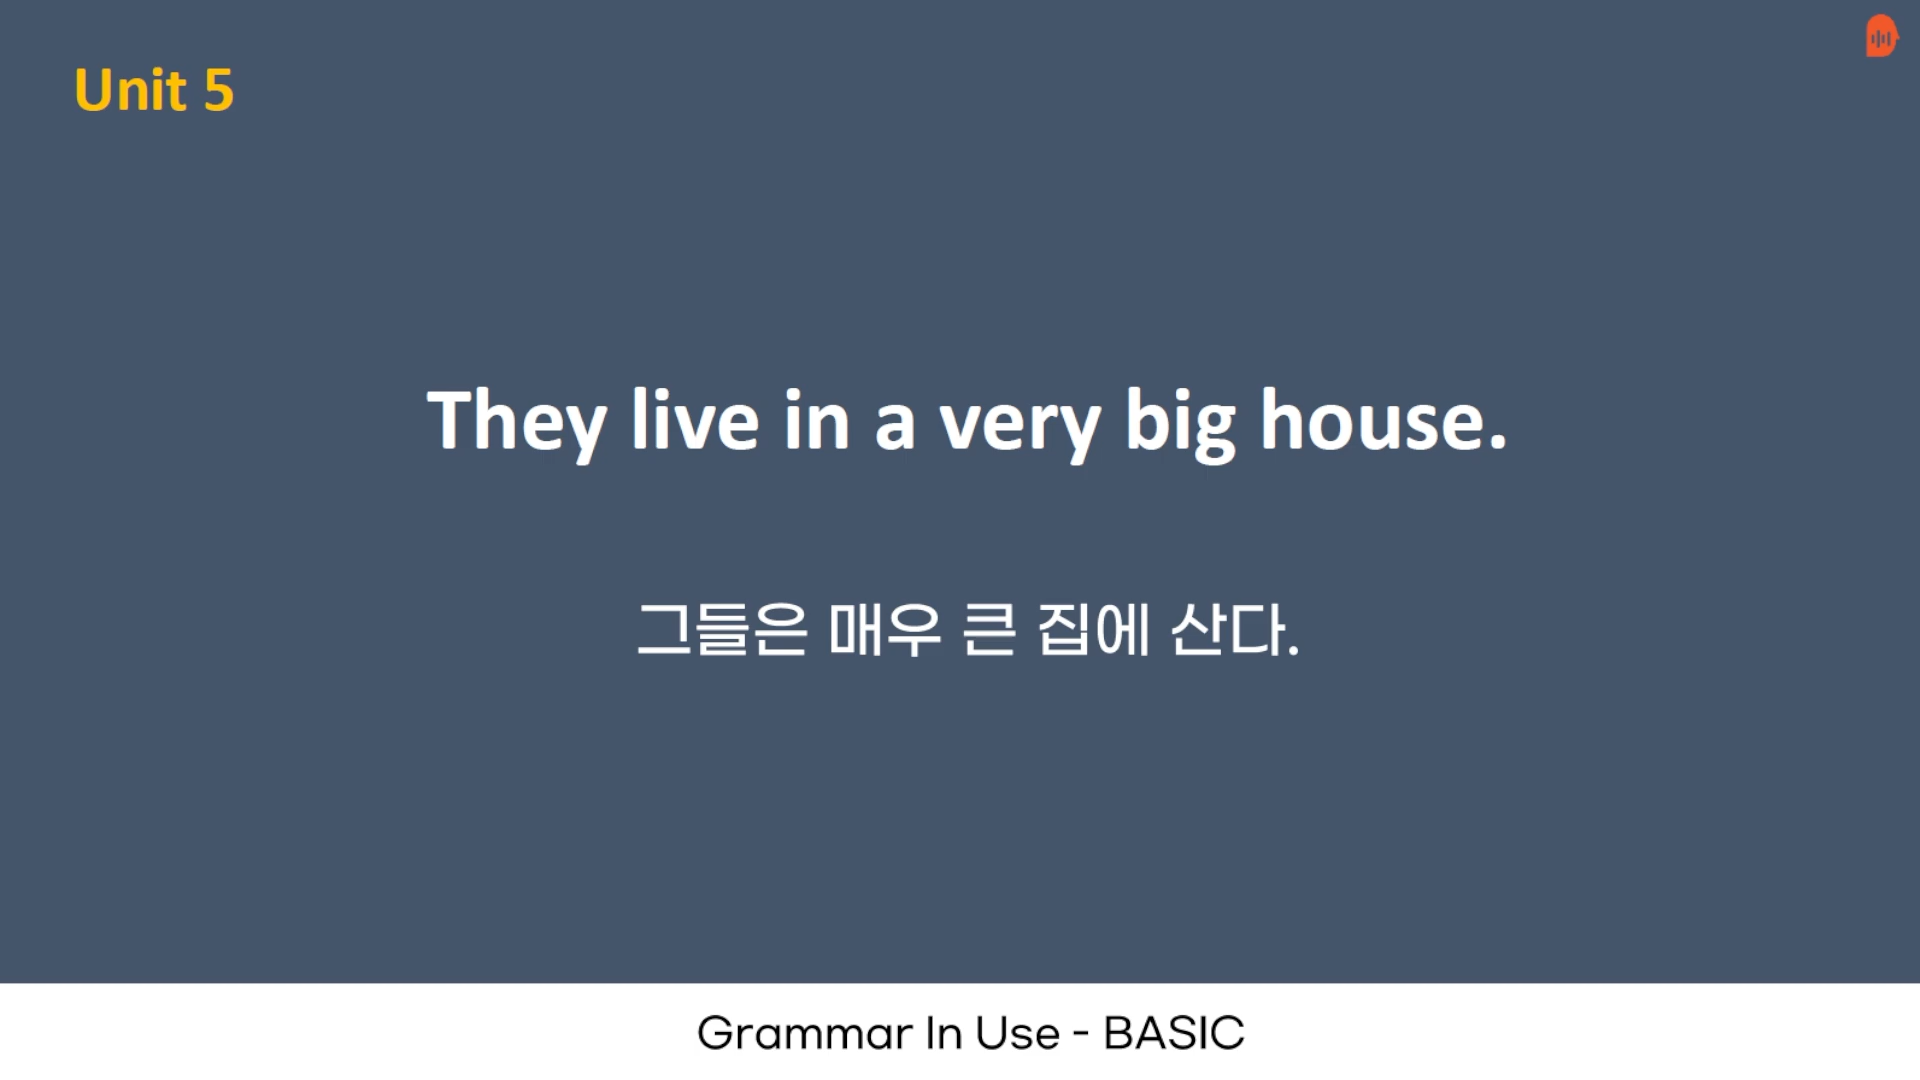 Unit 5
They live in a very big house.
그들은 매우 큰 집에 산다.
Grammar In Use - BASIC